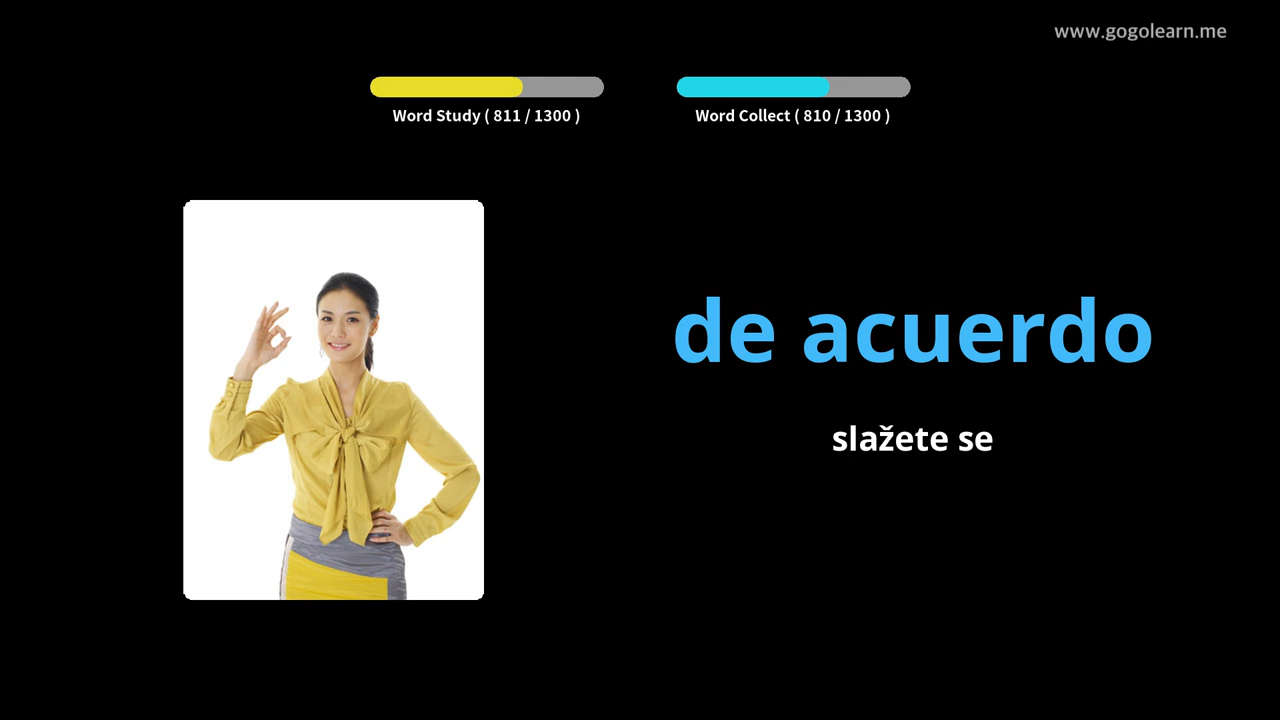 www.gogolearn.me
Word Study ( 811 / 1300 )
Word Collect ( 810 / 1300 )
de acuerdo
slažete se